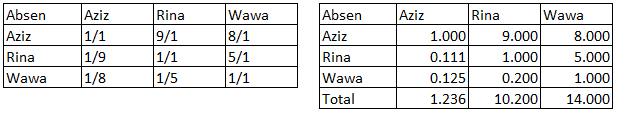 Absen Aziz Rina Wawa
Aziz 1/1 9/1 8/1
Rina 1/9 1/1 5/1
Wawa 1/8 1/5 1/1
Absen Aziz Rina Wawa
Aziz 1.000 9.000 8.000
Rina 0.111 1.000 5.000
Wawa 0.125 0.200 1.000
Total 1.236 10.200 14.000